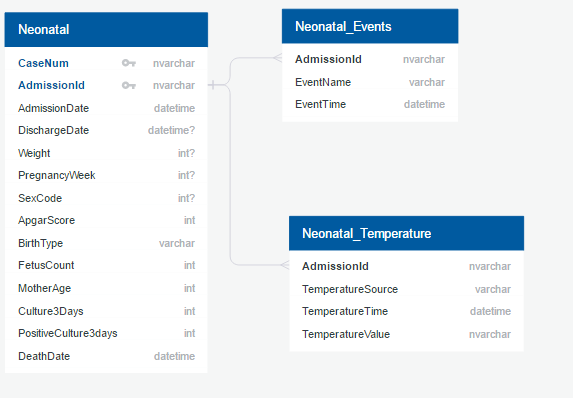 Neonatal
CaseNum nvarchar
AdmissionId nvarchar
AdmissionDate datetime
DischargeDate datetime?
Weight int?
PregnancyWeek int?
SexCode int?
ApgarScore int
BirthType varchar
FetusCount int
MotherAge int
Culture3Days int
PositiveCulture3days int
DeathDate datetime
Neonatal_Events
AdmissionId nvarchar
EventName varchar
EventTime datetime
Neonatal_Temperature
AdmissionId nvarchar
TemperatureSource varchar
TemperatureTime datetime
TemperatureValue nvarchar